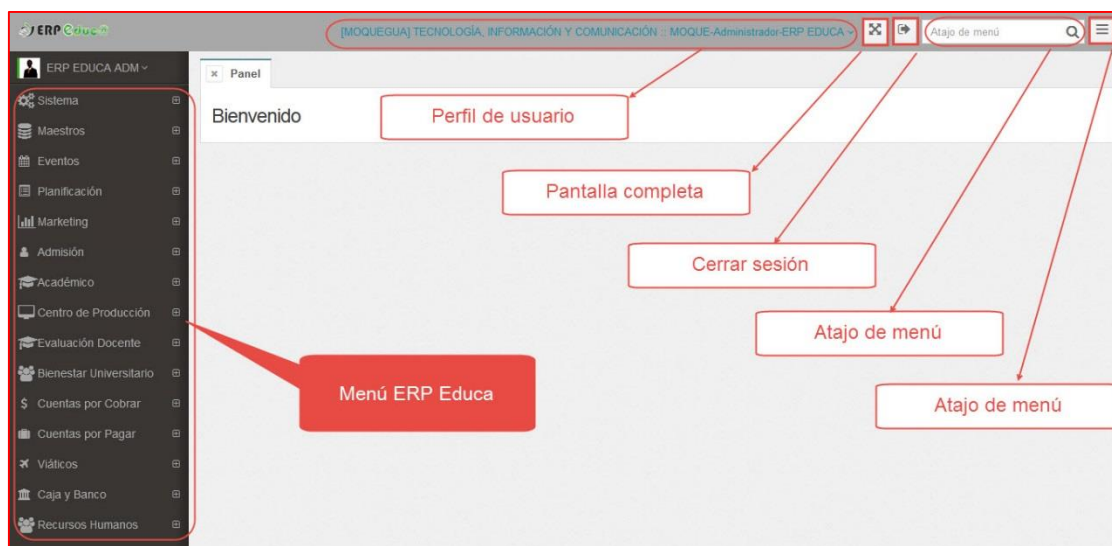 ERP Educa
[MOQUEGUA] TECNOLOGÍA, INFORMACIÓN Y COMUNICACIÓN :: MOQUE-Administrador-ERP EDUCA
Atajo de menú
ERP EDUCA ADM
Panel
Sistema
Bienvenido
Perfil de usuario
Maestros
Eventos
Planificación
Pantalla completa
Marketing
Admisión
Cerrar sesión
Académico
Centro de Producción
Atajo de menú
Evaluación Docente
Bienestar Universitario
Menú ERP Educa
Cuentas por Cobrar
Atajo de menú
Cuentas por Pagar
Viáticos
Caja y Banco
Recursos Humanos